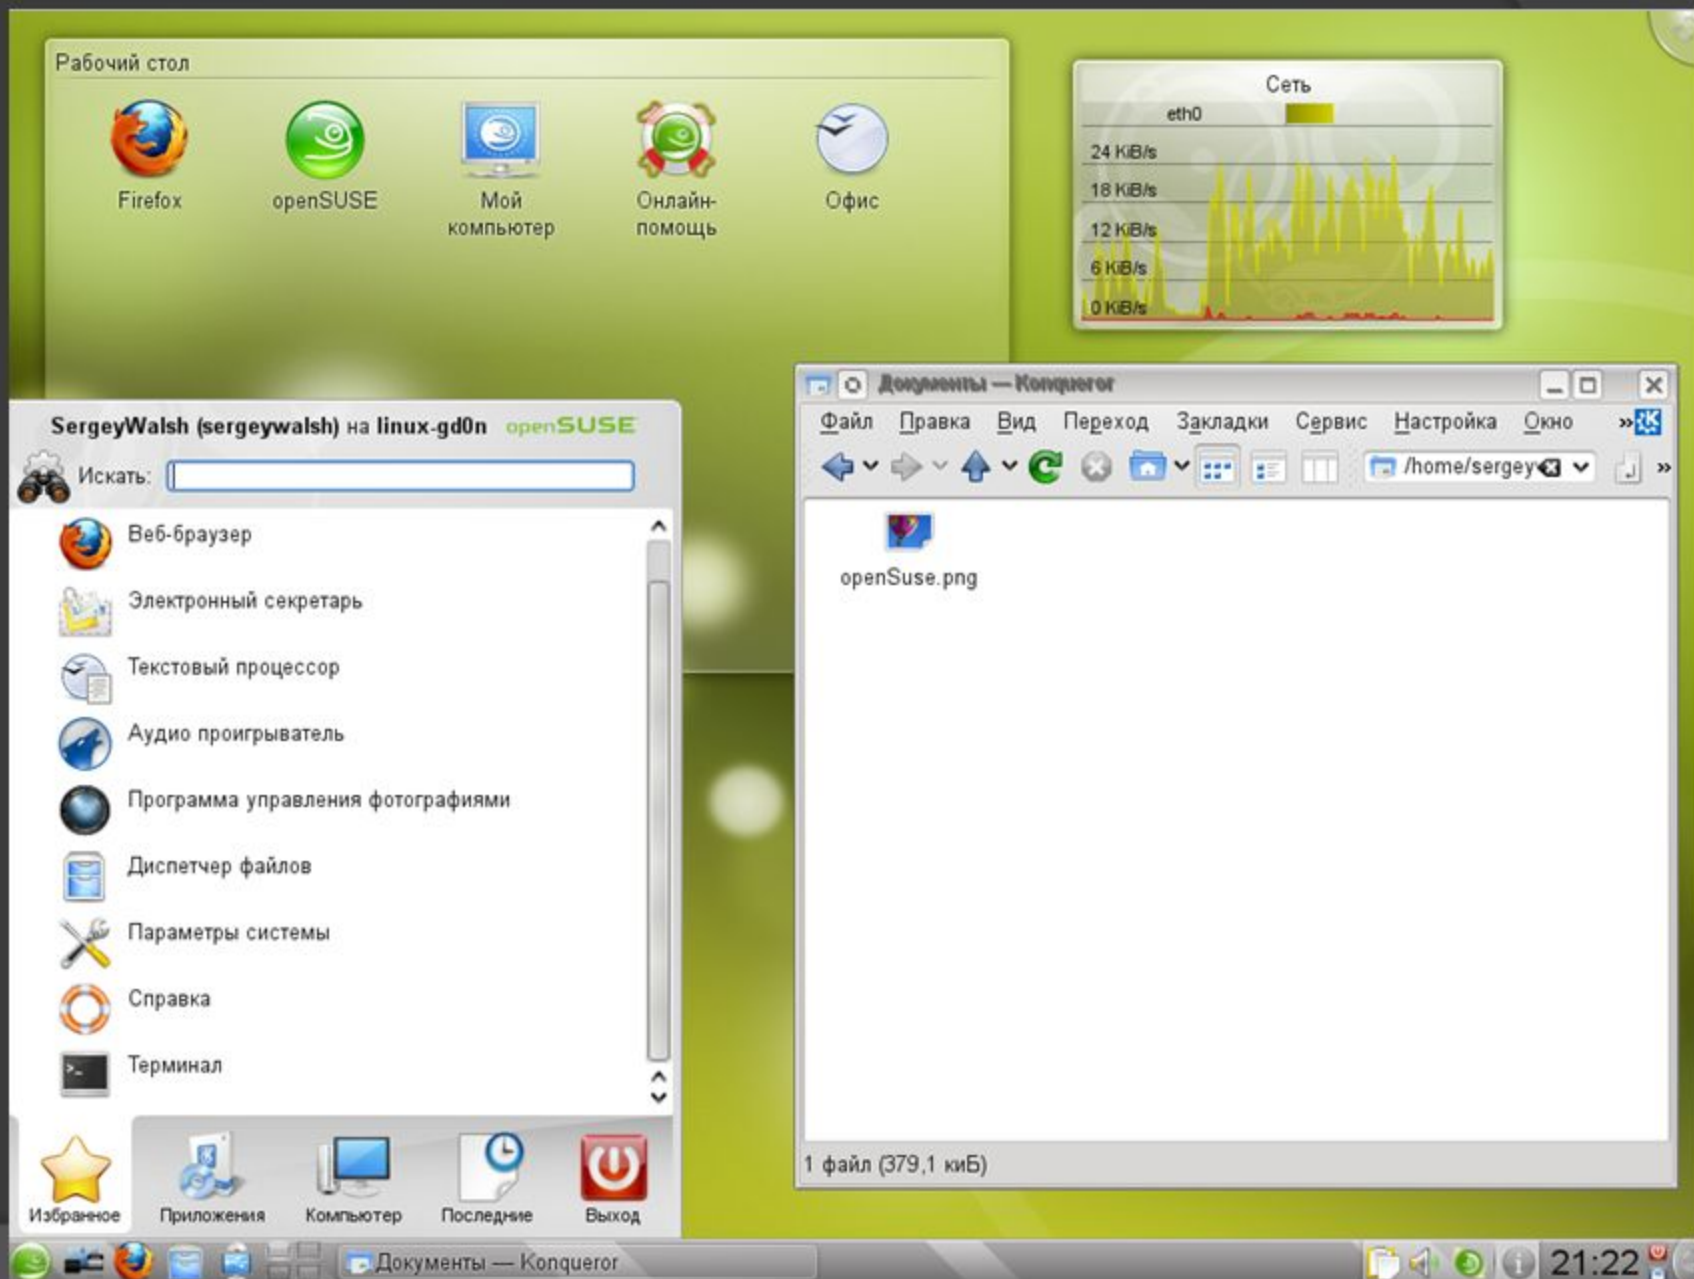 Рабочий стол
Firefox
openSUSE
Мой
компьютер
Онлайн-
помощь
Офис
Сеть
eth0
24 KiB/s
18 KiB/s
12 KiB/s
6 KiB/s
0 KiB/s
SergeyWalsh (sergeywalsh) на linux-gd0n openSUSE
Искать:
Веб-браузер
Электронный секретарь
Текстовый процессор
Аудио проигрыватель
Программа управления фотографиями
Диспетчер файлов
Параметры системы
Справка
Терминал
Избранное
Приложения
Компьютер
Последние
Выход
Документы — Konqueror
Файл Правка Вид Переход Закладки Сервис Настройка Окно »
/home/sergey »
openSuse.png
1 файл (379,1 киБ)
Документы — Konqueror
21:22